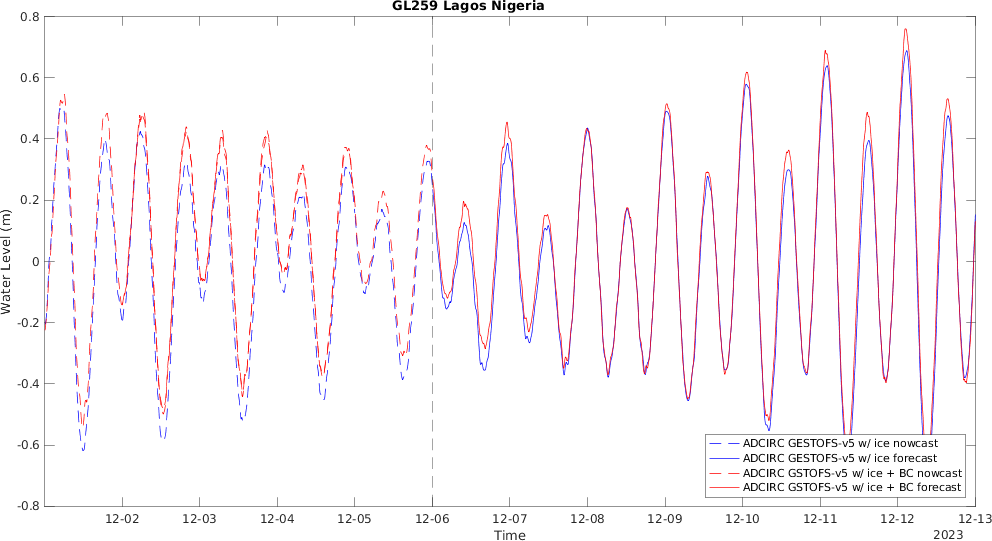 GL259 Lagos Nigeria
0.8
0.6
0.4
0.2
0
-0.2
-0.4
-0.6
-0.8
Water Level (m)
12-02 12-03 12-04 12-05 12-06 12-07 12-08 12-09 12-10 12-11 12-12 12-13
Time
2023
ADCIRC GESTOFS-v5 w/ ice nowcast
ADCIRC GESTOFS-v5 w/ ice forecast
ADCIRC GSTOFS-v5 w/ ice + BC nowcast
ADCIRC GSTOFS-v5 w/ ice + BC forecast